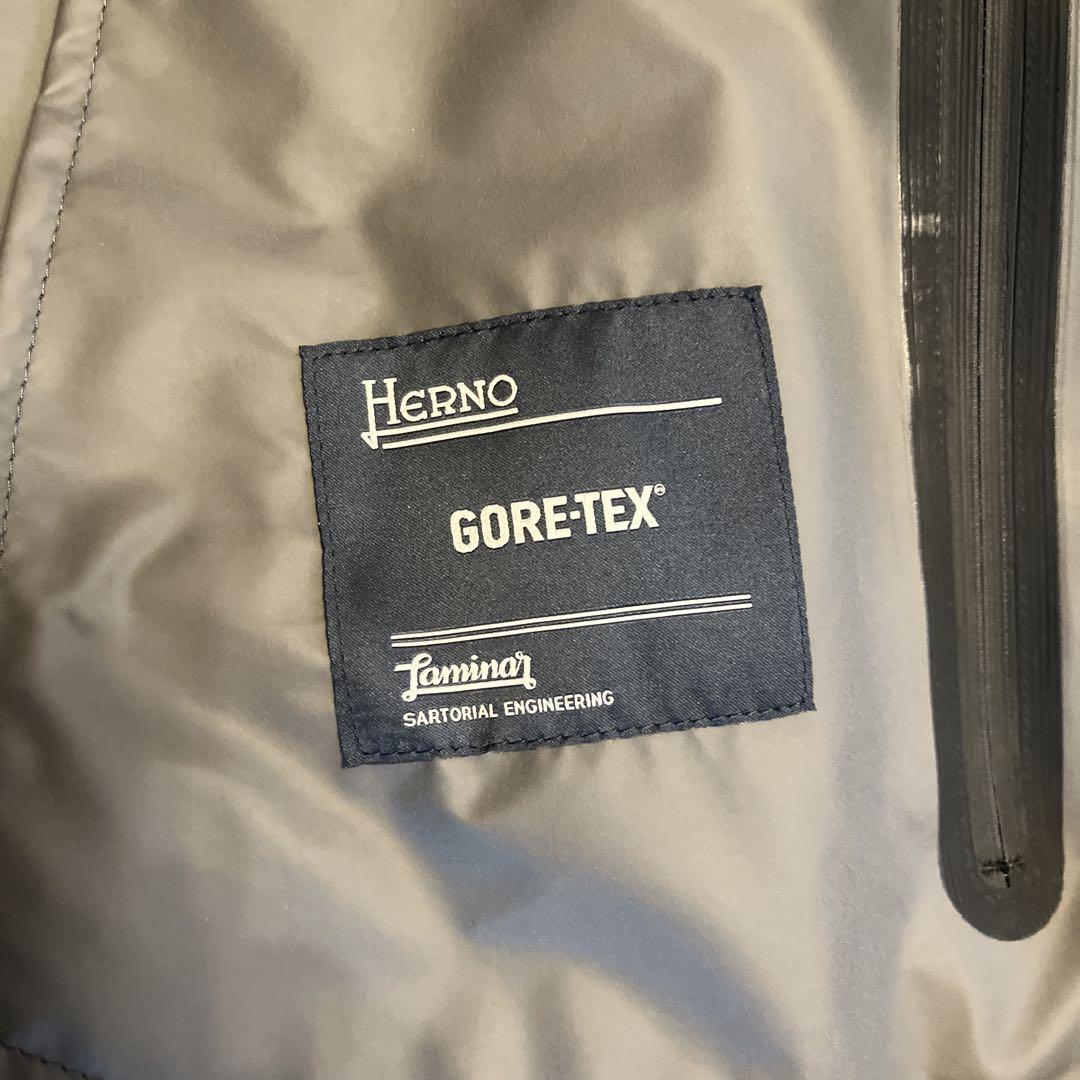 HERNO
GORE-TEX®
Laminar
SARTORIAL ENGINEERING